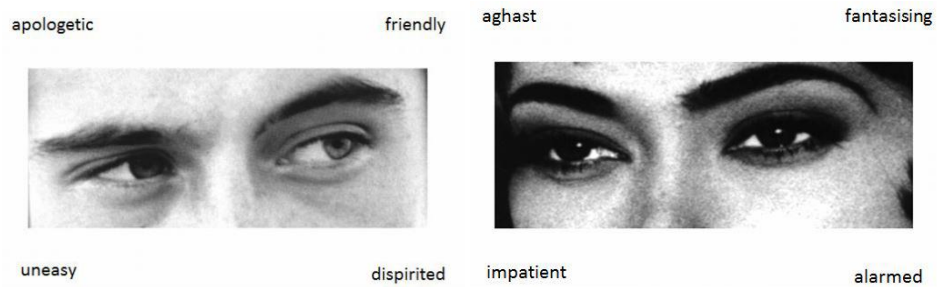 apologetic friendly
uneasy dispirited
aghast fantasising
impatient alarmed